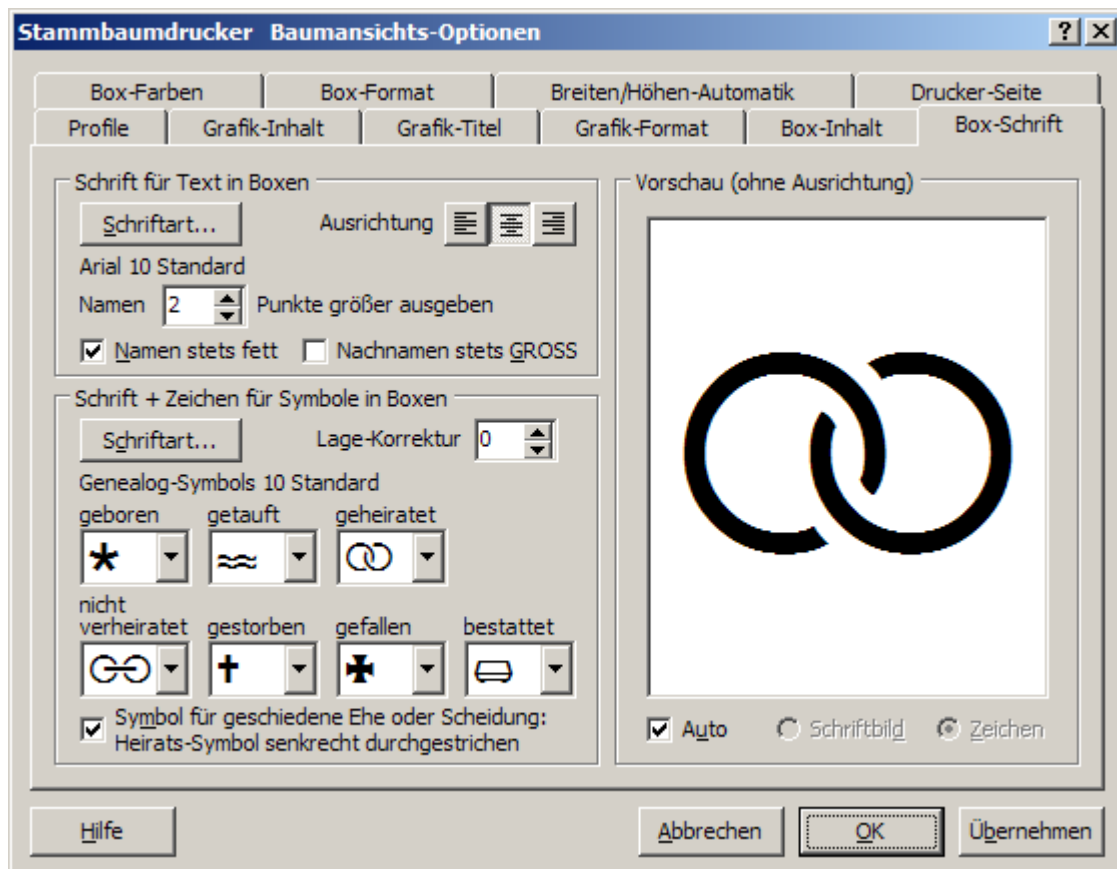 Stammbaumdrucker Baumansichts-Optionen
Box-Farben Box-Format Breiten/Höhen-Automatik Drucker-Seite
Profile Grafik-Inhalt Grafik-Titel Grafik-Format Box-Inhalt Box-Schrift
Schrift für Text in Boxen
Schriftart... Ausrichtung
Arial 10 Standard
Namen 2 Punkte größer ausgeben
Namen stets fett Nachnamen stets GROSS
Schrift + Zeichen für Symbole in Boxen
Schriftart... Lage-Korrektur 0
Genealog-Symbols 10 Standard
geboren getauft geheiratet
nicht
verheiratet gestorben gefallen bestattet
Symbol für geschiedene Ehe oder Scheidung:
Heirats-Symbol senkrecht durchgestrichen
Vorschau (ohne Ausrichtung)
Auto Schriftbild Zeichen
Hilfe Abbrechen OK Übernehmen